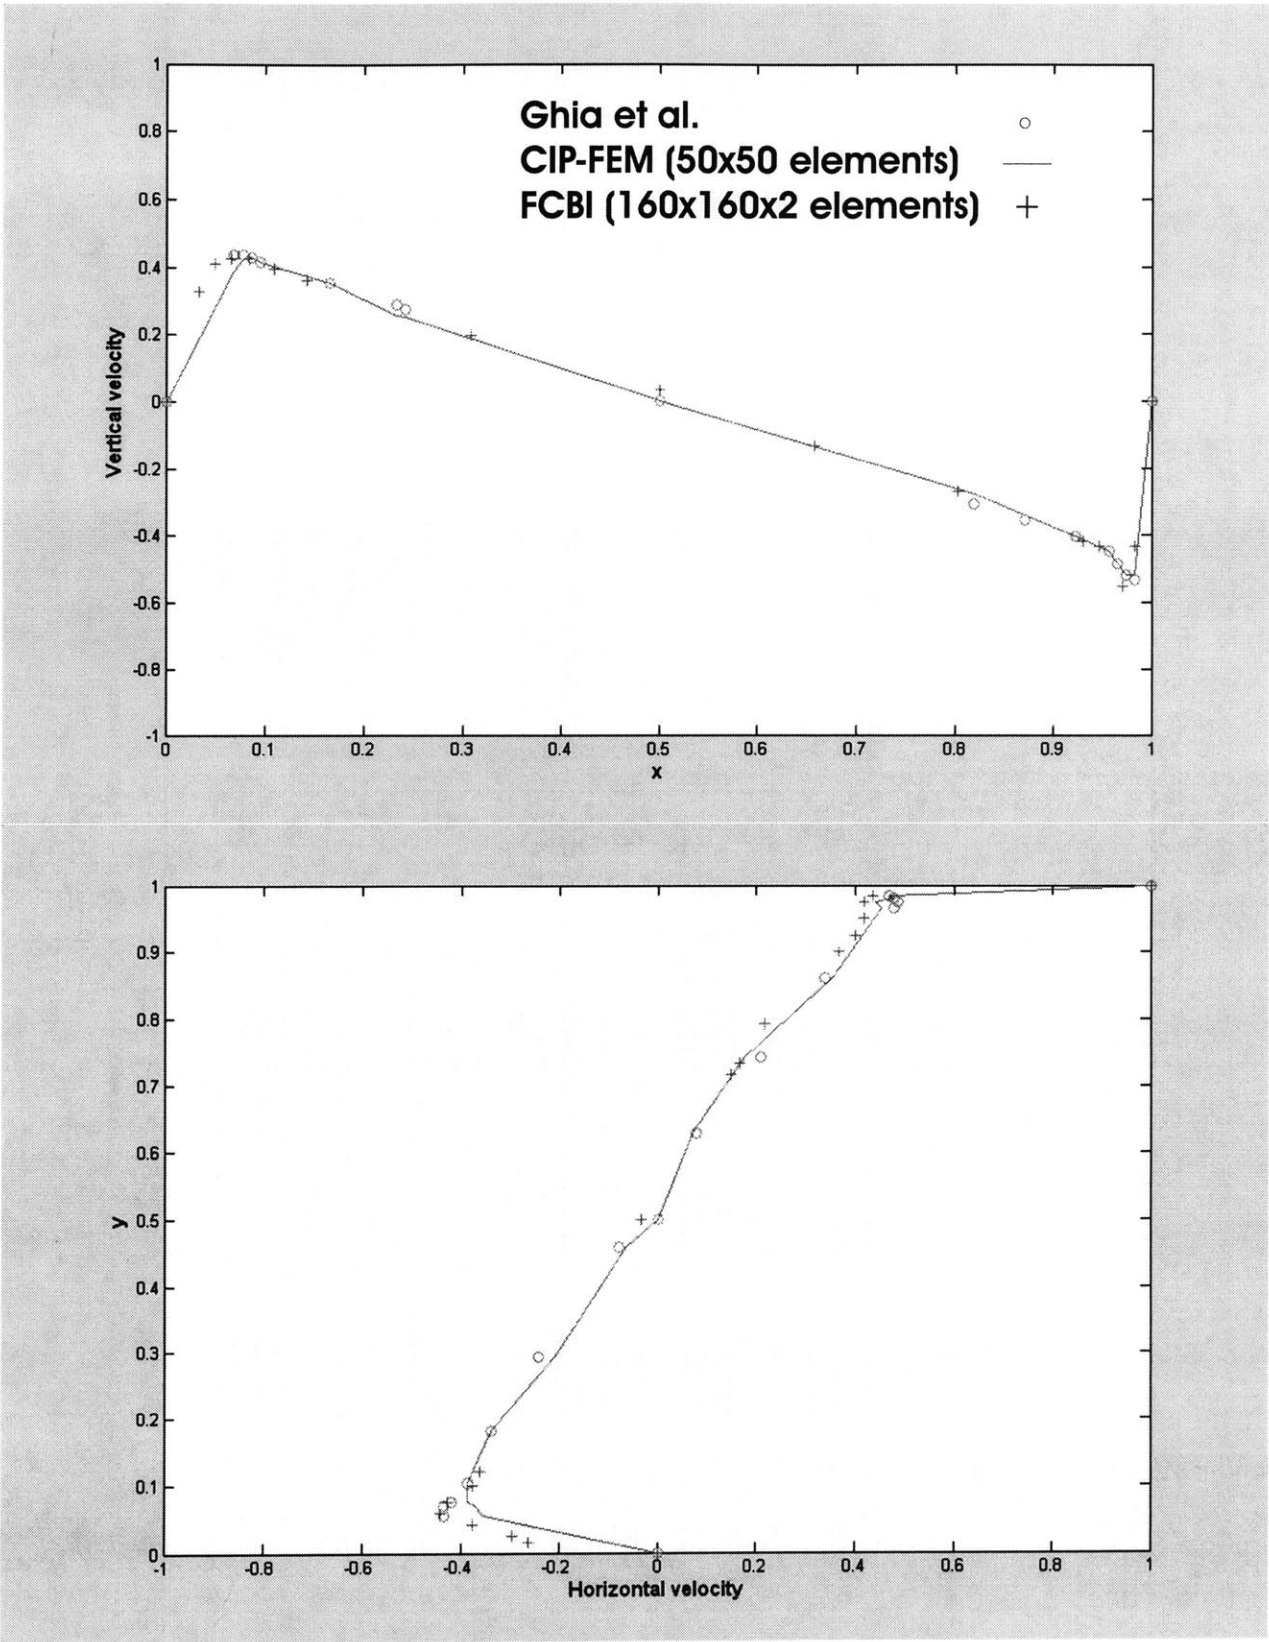 1
0.8
0.6
0.4
0.2
0
-0.2
-0.4
-0.6
-0.8
-1
Vertical velocity
Ghia et al.
CIP-FEM (50x50 elements)
FCBI (160x160x2 elements)
0 0.1 0.2 0.3 0.4 0.5 0.6 0.7 0.8 0.9 1
x
1
0.9
0.8
0.7
0.6
0.5
0.4
0.3
0.2
0.1
0
y
-1 -0.8 -0.6 -0.4 -0.2 0 0.2 0.4 0.6 0.8 1
Horizontal velocity